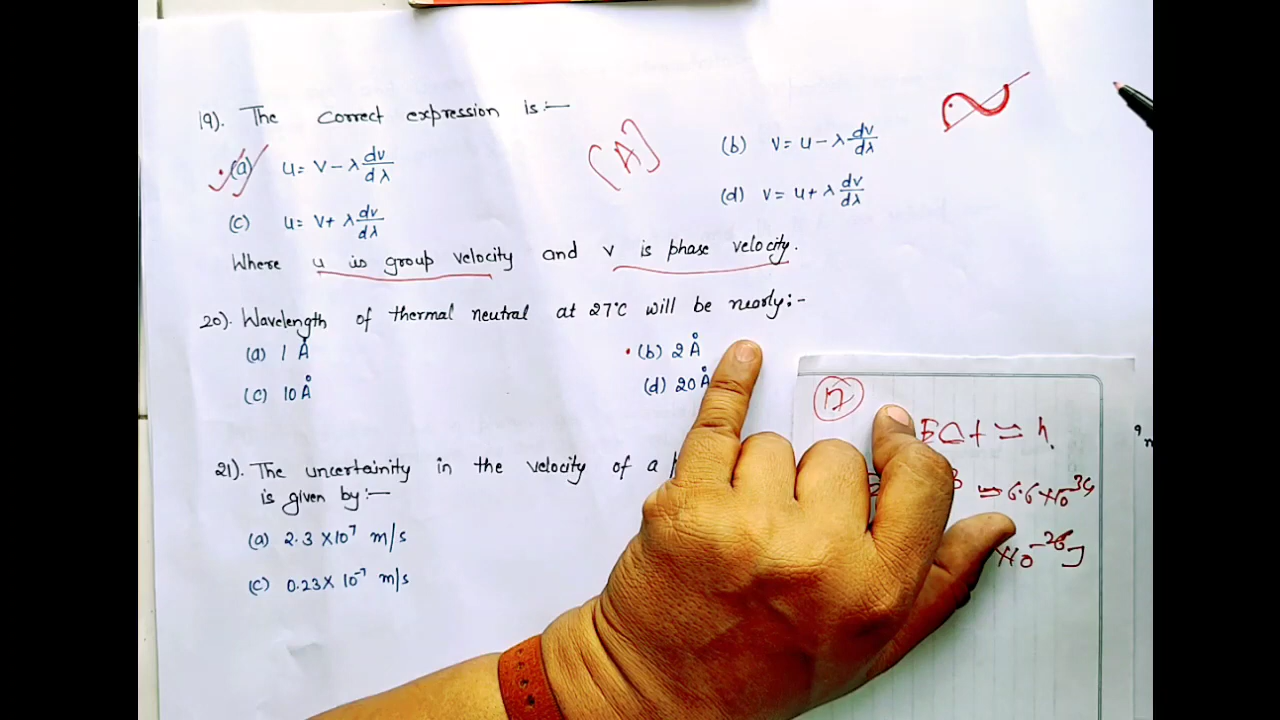 19). The correct expression is:-
(a) u = v - λ dv/dλ
[A]
(b) v = u - λ dv/dλ
(c) u = v + λ dv/dλ
(d) v = u + λ dv/dλ
Where u is group velocity and v is phase velocity.
20). Wavelength of thermal neutral at 27°C will be nearly:-
(a) 1 Å
(b) 2 Å
(c) 10 Å
(d) 20 Å
21). The uncertainity in the velocity of a
is given by:-
(a) 2.3 × 10⁷ m/s
(c) 0.23 × 10⁻⁷ m/s
17
EΔt = h
= 6.6 × 10⁻³⁴
× 10⁻²⁶ J